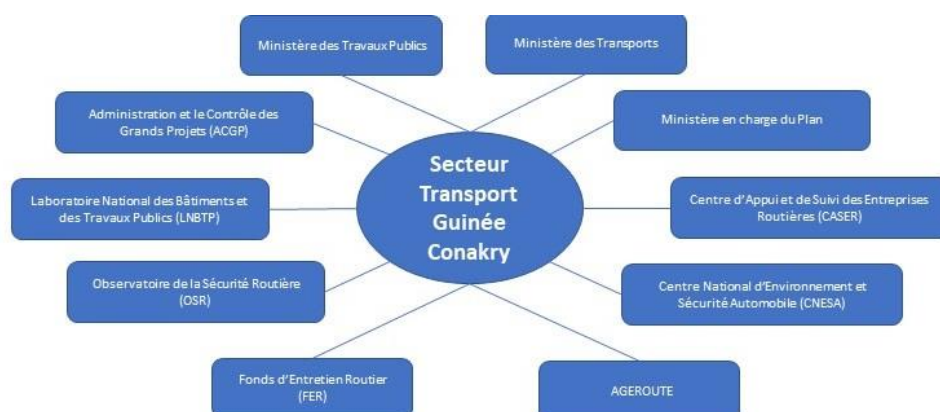 Ministère des Travaux Publics
Ministère des Transports
Administration et le Contrôle des
Grands Projets (ACGP)
Ministère en charge du Plan
Secteur
Transport
Guinée
Conakry
Laboratoire National des Bâtiments et
des Travaux Publics (LNBTP)
Centre d'Appui et de Suivi des Entreprises
Routières (CASER)
Observatoire de la Sécurité Routière
(OSR)
Centre National d'Environnement et
Sécurité Automobile (CNESA)
Fonds d'Entretien Routier
(FER)
AGEROUTE